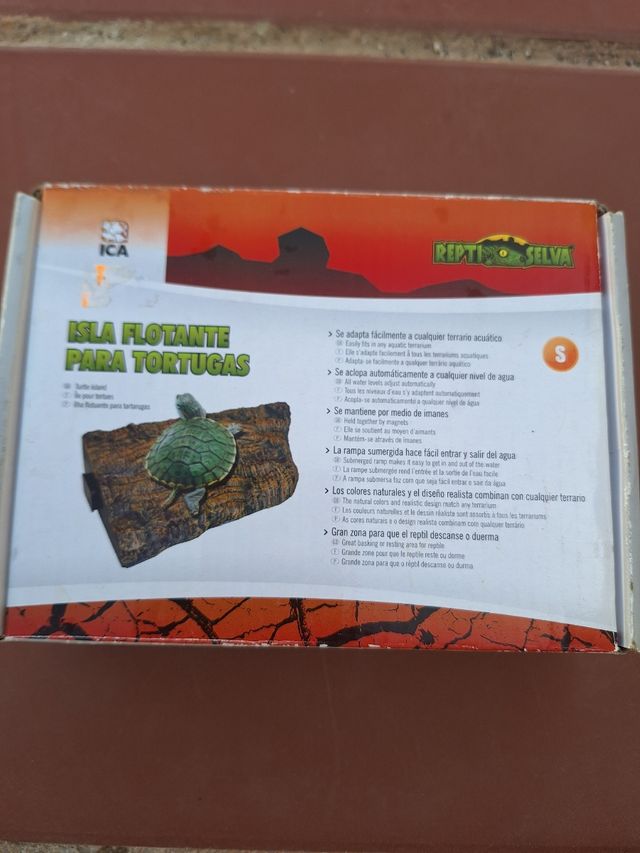 ICA
REPTI SELVA
ISLA FLOTANTE
PARA TORTUGAS
GB Turtle island
F Île pour tortues
P Ilha flutuante para tartarugas
> Se adapta fácilmente a cualquier terrario acuático
GB Easily fits in any aquatic terrarium
F Elle s'adapte facilement à tous les terrariums aquatiques
P Adapta-se facilmente a qualquer terrário aquático
S
> Se acopla automáticamente a cualquier nivel de agua
GB All water levels adjust automatically
F Tous les niveaux d'eau s'y adaptent automatiquement
P Acopla-se automaticamente a qualquer nível de água
> Se mantiene por medio de imanes
GB Held together by magnets
F Elle se soutient au moyen d'aimants
P Mantém-se através de imanes
> La rampa sumergida hace fácil entrar y salir del agua
GB Submerged ramp makes it easy to get in and out of the water
F La rampe submergée rend l'entrée et la sortie de l'eau facile
P A rampa submersa faz com que seja fácil entrar e sair da água
> Los colores naturales y el diseño realista combinan con cualquier terrario
GB The natural colors and realistic design match any terrarium
F Les couleurs naturelles et le dessin réaliste sont assortis à tous les terrariums
P As cores naturais e o design realista combinam com qualquer terrário
> Gran zona para que el reptil descanse o duerma
GB Great basking or resting area for reptile
F Grande zone pour que le reptile reste ou dorme
P Grande zona para que o réptil descanse ou durma